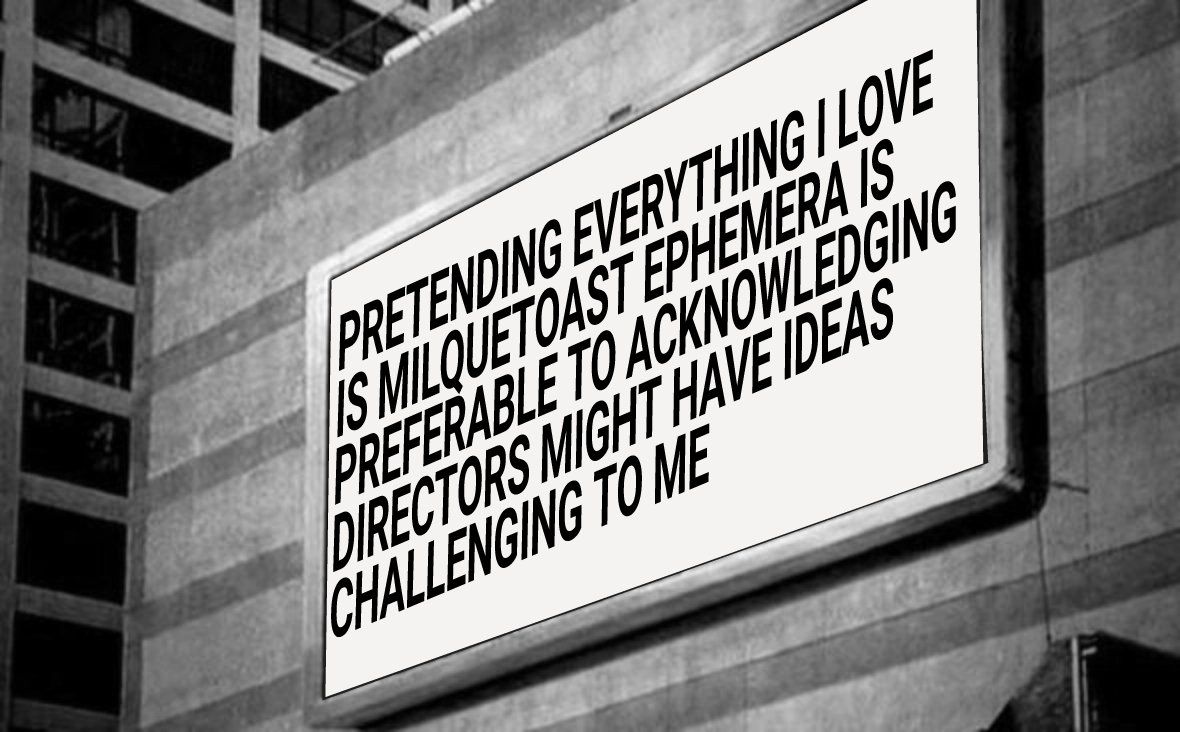 PRETENDING EVERYTHING I LOVE
IS MILQUETOAST EPHEMERA IS
PREFERABLE TO ACKNOWLEDGING
DIRECTORS MIGHT HAVE IDEAS
CHALLENGING TO ME